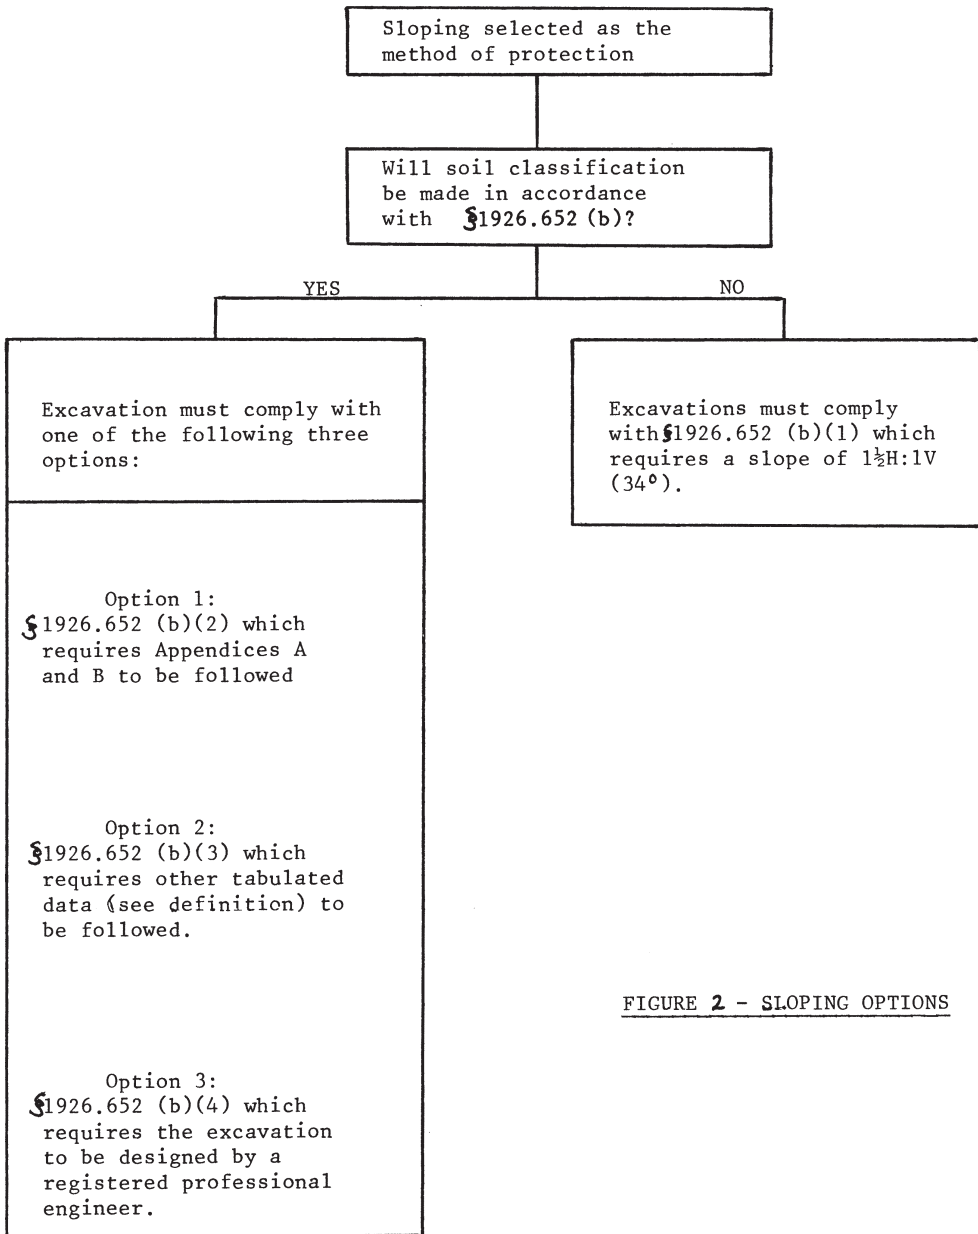 Sloping selected as the
method of protection
Will soil classification
be made in accordance
with §1926.652 (b)?
YES
NO
Excavation must comply with
one of the following three
options:
Excavations must comply
with §1926.652 (b)(1) which
requires a slope of 1½H:1V
(34°).
Option 1:
§1926.652 (b)(2) which
requires Appendices A
and B to be followed
Option 2:
§1926.652 (b)(3) which
requires other tabulated
data (see definition) to
be followed.
FIGURE 2 - SLOPING OPTIONS
Option 3:
§1926.652 (b)(4) which
requires the excavation
to be designed by a
registered professional
engineer.